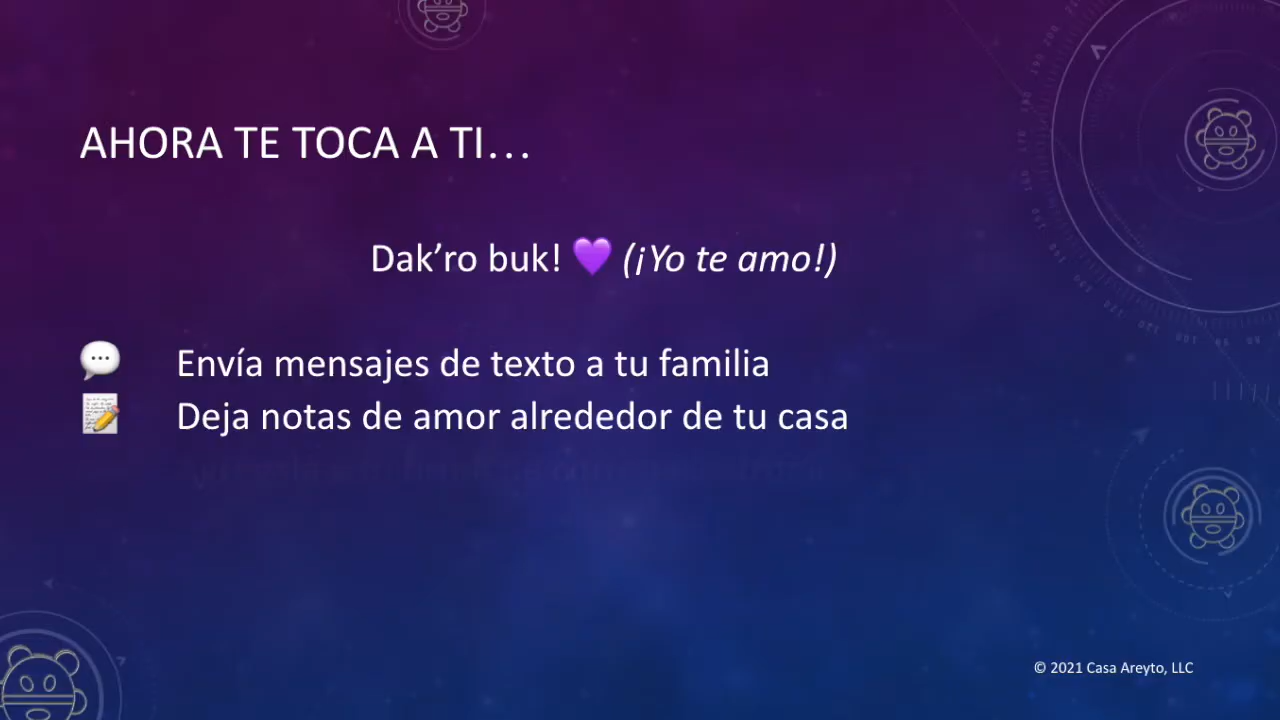 AHORA TE TOCA A TI…
Dak’ro buk! 💜 (¡Yo te amo!)
💬 Envía mensajes de texto a tu familia
📝 Deja notas de amor alrededor de tu casa
© 2021 Casa Areyto, LLC